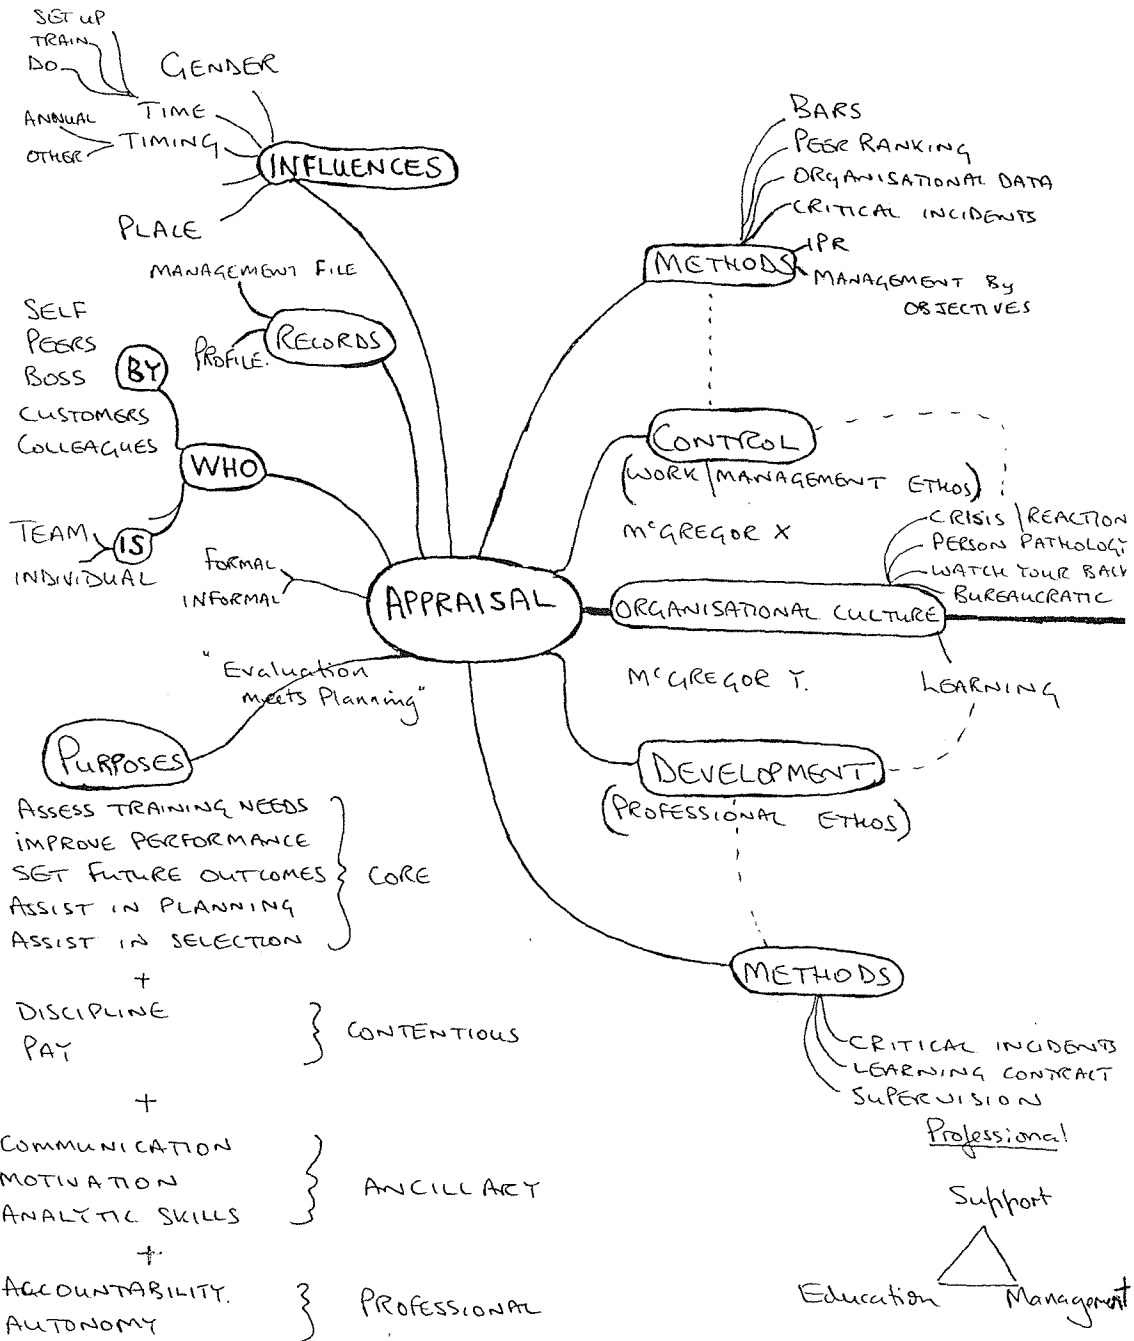 SET UP
TRAIN
DO
GENDER
TIME
ANNUAL
OTHER
TIMING
INFLUENCES
PLACE
MANAGEMENT FILE
RECORDS
PROFILE.
SELF
PEERS
BOSS
CUSTOMERS
COLLEAGUES
BY
WHO
TEAM
INDIVIDUAL
IS
FORMAL
INFORMAL
APPRAISAL
"Evaluation
meets Planning"
PURPOSES
ASSESS TRAINING NEEDS
IMPROVE PERFORMANCE
SET FUTURE OUTCOMES
ASSIST IN PLANNING
ASSIST IN SELECTION
CORE
+
DISCIPLINE
PAY
CONTENTIOUS
+
COMMUNICATION
MOTIVATION
ANALYTIC SKILLS
ANCILLARY
+
ACCOUNTABILITY.
AUTONOMY
PROFESSIONAL
BARS
PEER RANKING
ORGANISATIONAL DATA
CRITICAL INCIDENTS
IPR
MANAGEMENT By
OBJECTIVES
METHODS
CONTROL
(WORK/MANAGEMENT ETHOS)
McGREGOR X
CRISIS/REACTION
PERSON PATHOLOGY
WATCH YOUR BACK
BUREAUCRATIC
ORGANISATIONAL CULTURE
McGREGOR Y.
LEARNING
DEVELOPMENT
(PROFESSIONAL ETHOS)
METHODS
CRITICAL INCIDENTS
LEARNING CONTRACT
SUPERVISION
Professional
Support
Education
Management